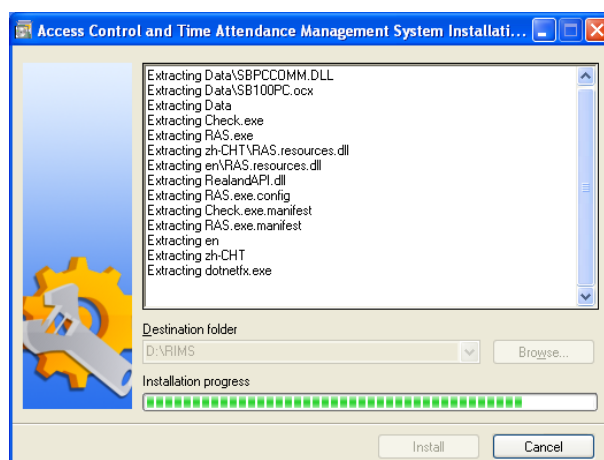 Access Control and Time Attendance Management System Installati...
Extracting Data\SBPCCOMM.DLL
Extracting Data\SB100PC.ocx
Extracting Data
Extracting Check.exe
Extracting RAS.exe
Extracting zh-CHT\RAS.resources.dll
Extracting en\RAS.resources.dll
Extracting RealandAPI.dll
Extracting RAS.exe.config
Extracting Check.exe.manifest
Extracting RAS.exe.manifest
Extracting en
Extracting zh-CHT
Extracting dotnetfx.exe
Destination folder
D:\RIMS
Browse...
Installation progress
Install
Cancel